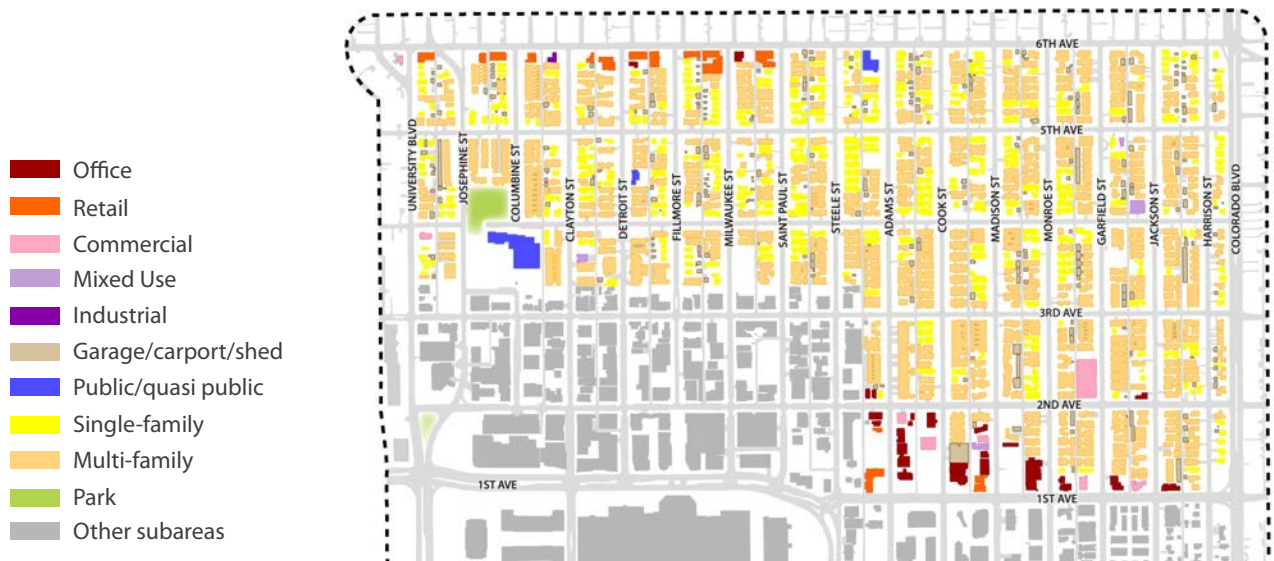 Office
Retail
Commercial
Mixed Use
Industrial
Garage/carport/shed
Public/quasi public
Single-family
Multi-family
Park
Other subareas
6TH AVE
5TH AVE
3RD AVE
2ND AVE
1ST AVE
1ST AVE
UNIVERSITY BLVD
JOSEPHINE ST
COLUMBINE ST
CLAYTON ST
DETROIT ST
FILLMORE ST
MILWAUKEE ST
SAINT PAUL ST
STEELE ST
ADAMS ST
COOK ST
MADISON ST
MONROE ST
GARFIELD ST
JACKSON ST
HARRISON ST
COLORADO BLVD